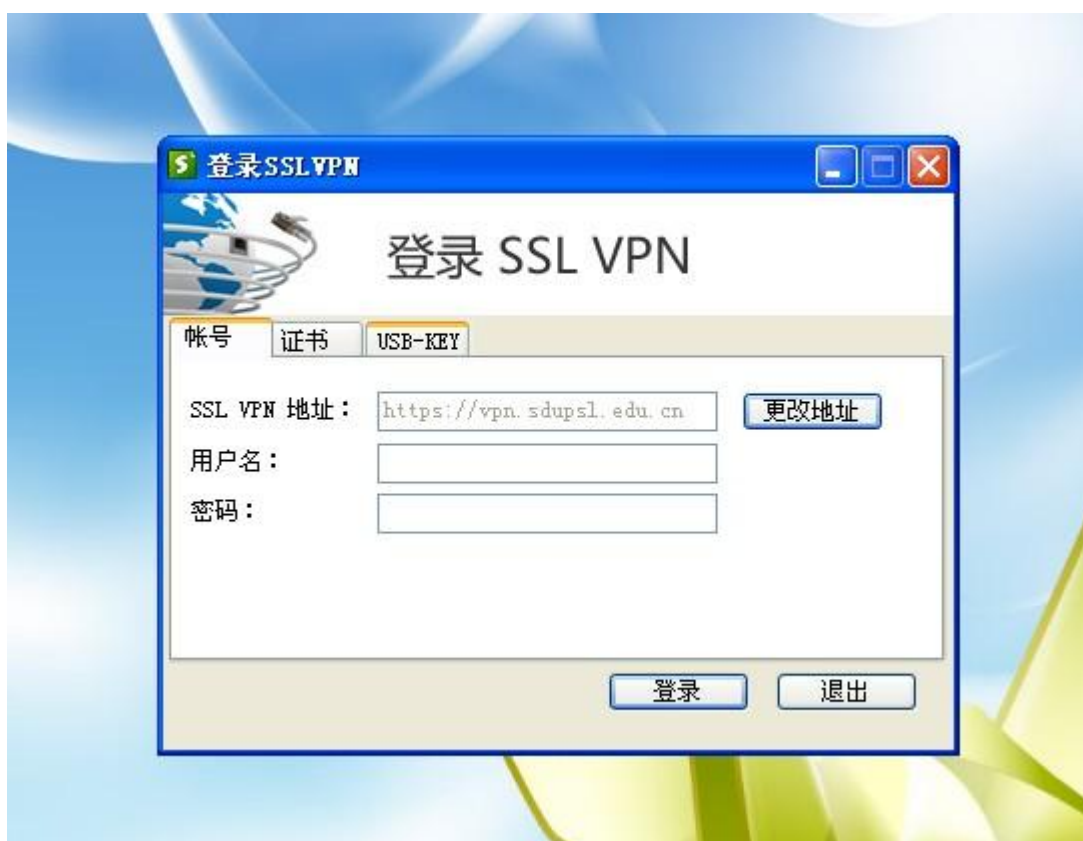 登录SSLVPN
登录 SSL VPN
帐号 证书 USB-KEY
SSL VPN 地址： https://vpn.sdupsl.edu.cn 更改地址
用户名：
密码：
登录 退出